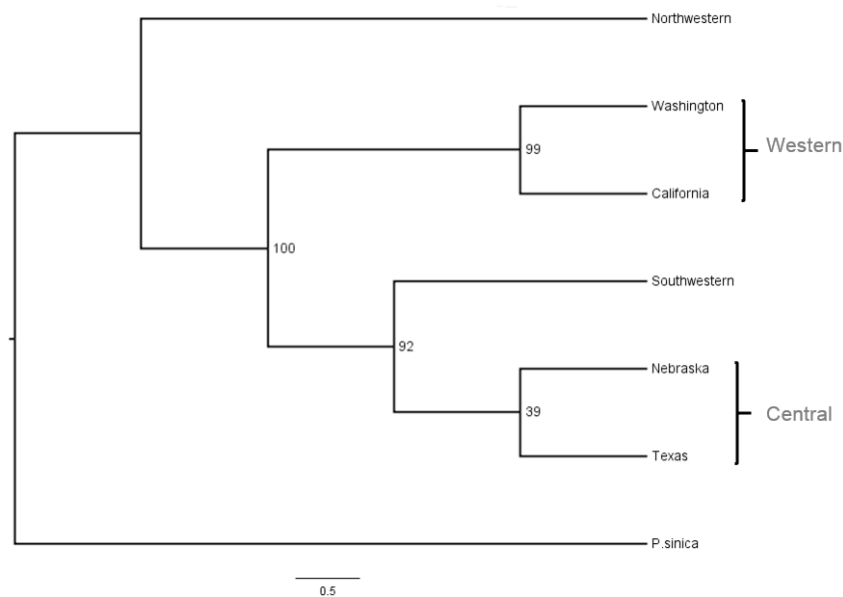 Northwestern
Washington
99
Western
California
100
Southwestern
92
Nebraska
39
Central
Texas
P.sinica
0.5